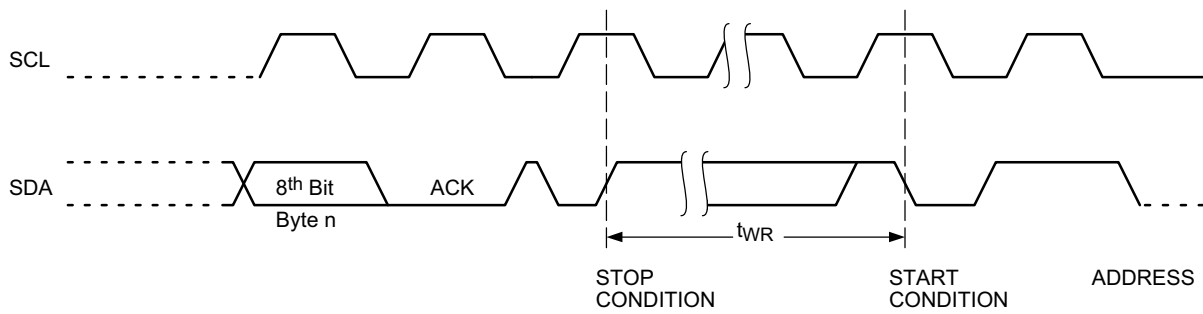 SCL
SDA
8th Bit
ACK
Byte n
tWR
STOP
CONDITION
START
CONDITION
ADDRESS